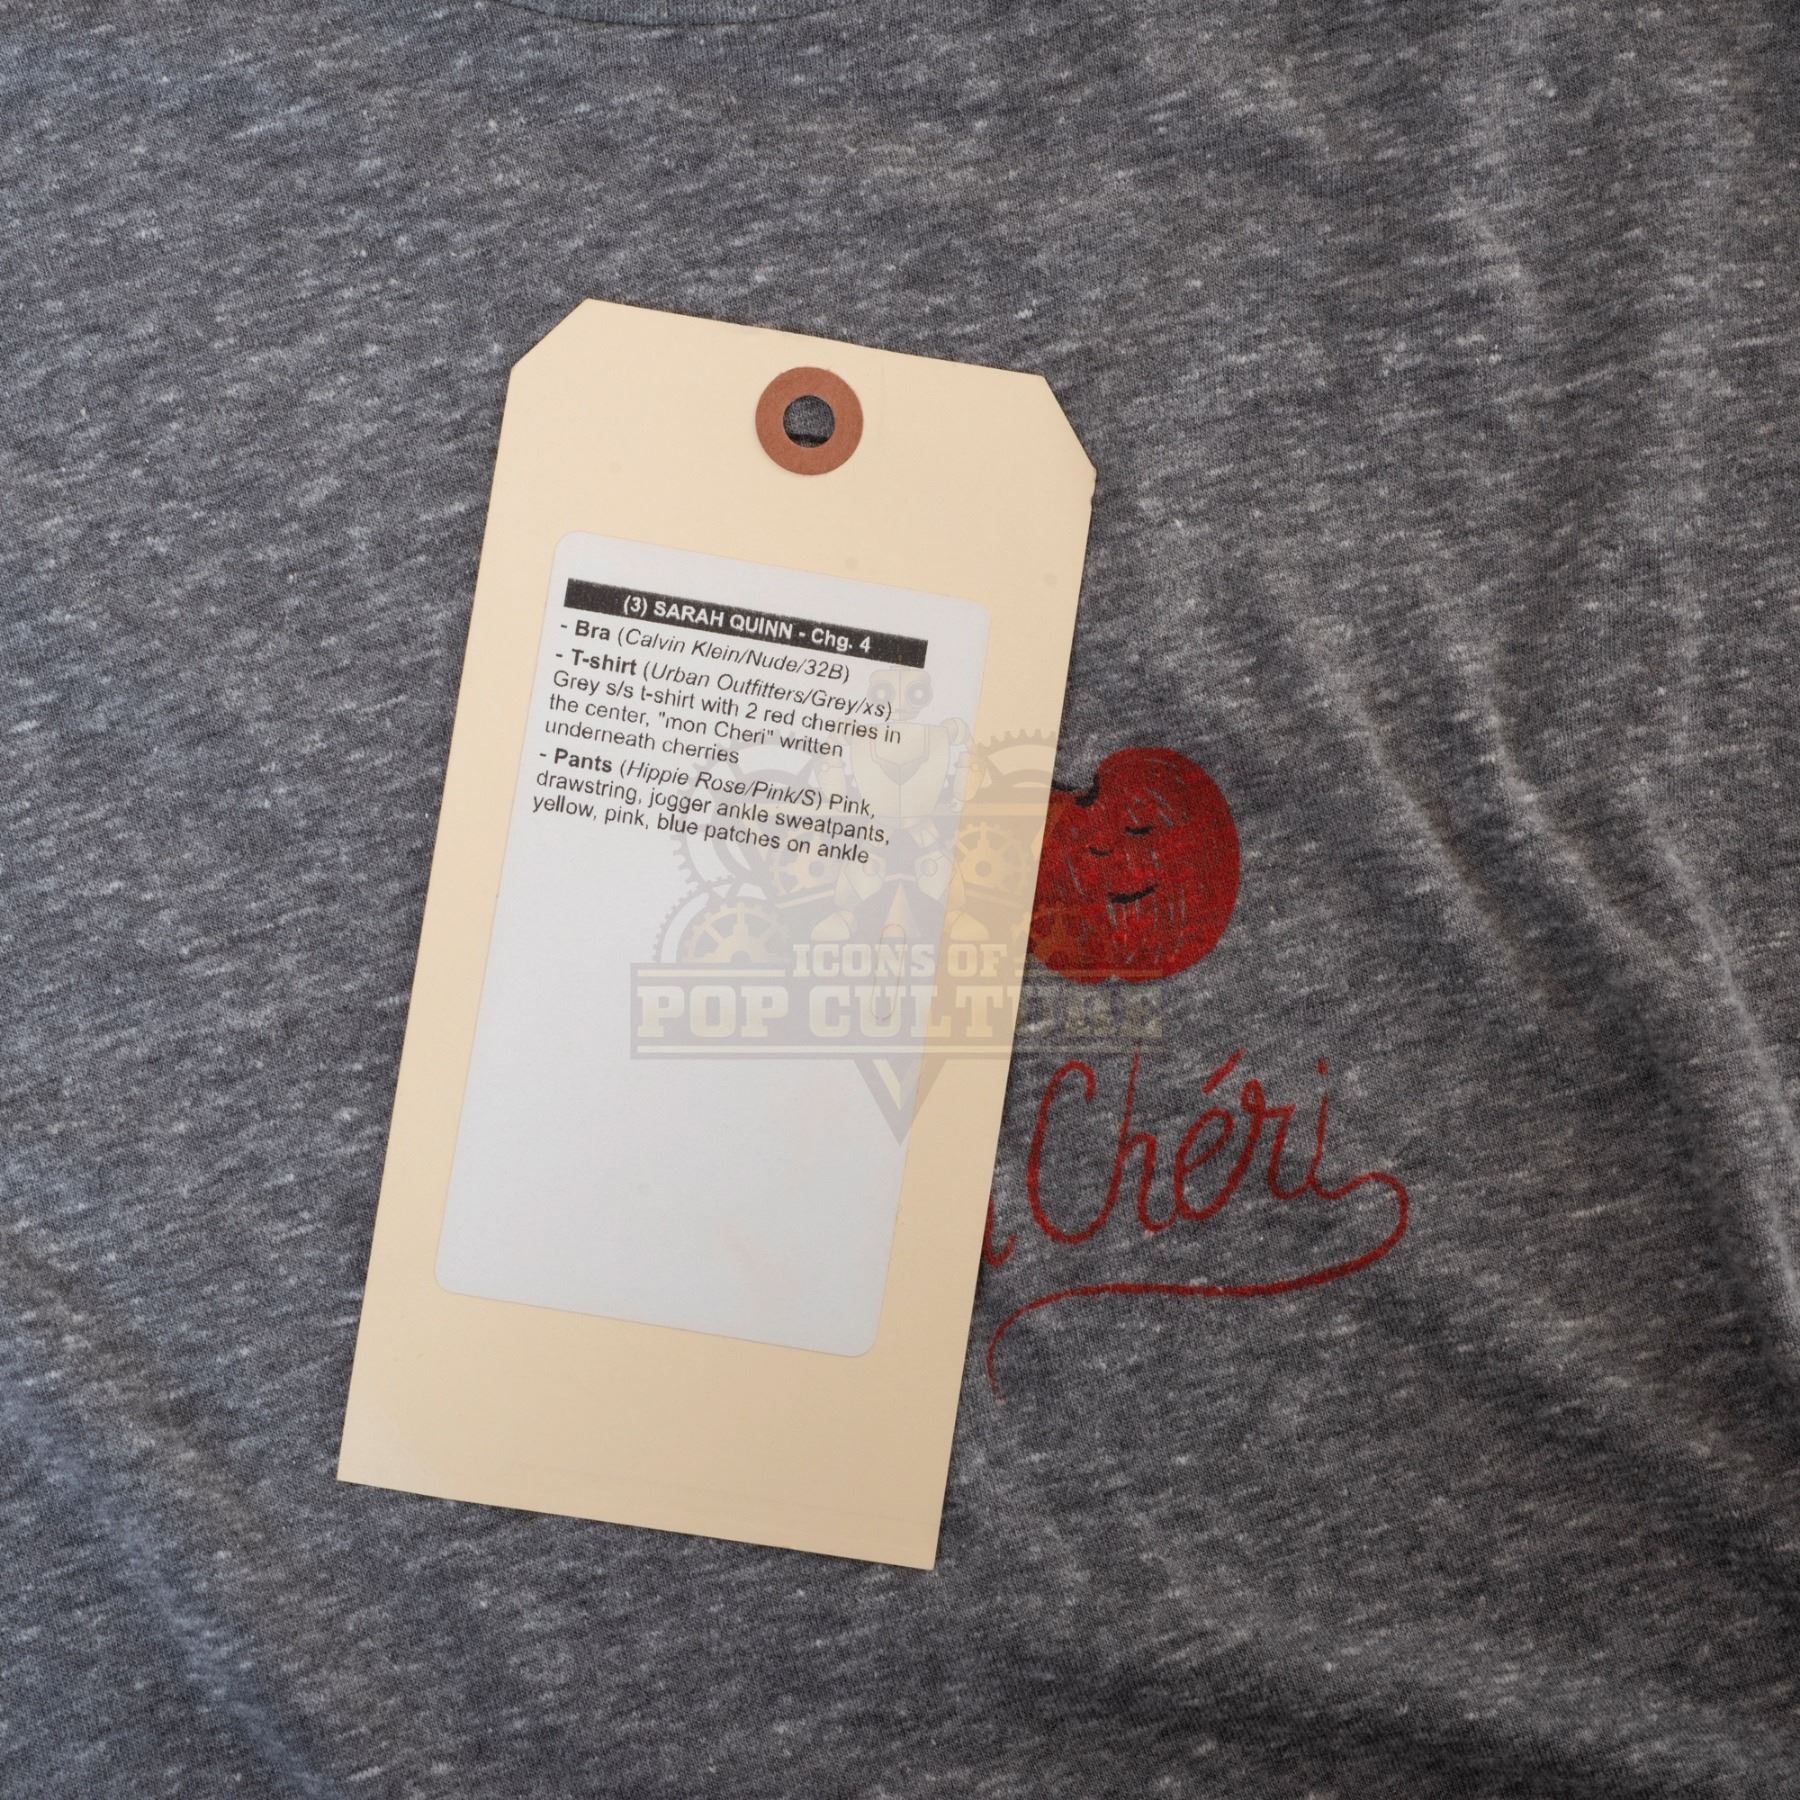 (3) SARAH QUINN - Chg. 4
- Bra (Calvin Klein/Nude/32B)
- T-shirt (Urban Outfitters/Grey/xs)
Grey s/s t-shirt with 2 red cherries in
the center, "mon Cheri" written
underneath cherries
- Pants (Hippie Rose/Pink/S) Pink,
drawstring, jogger ankle sweatpants,
yellow, pink, blue patches on ankle
ICONS OF
POP CULTURE
Chéri